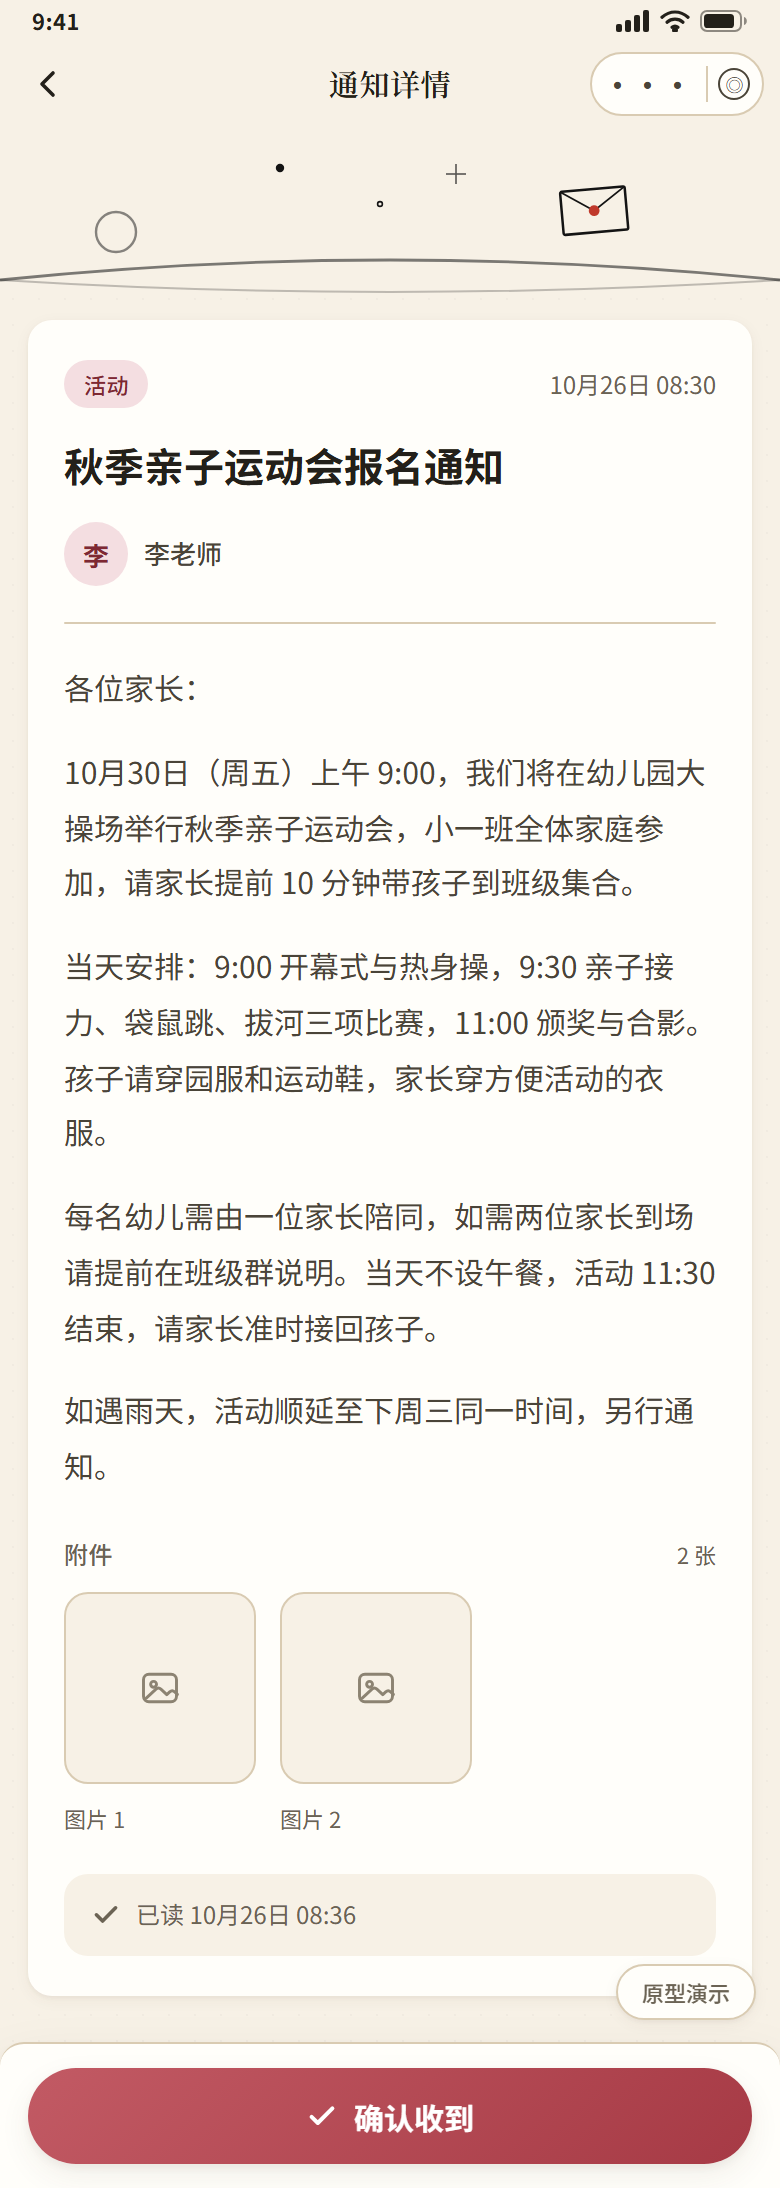 9:41
通知详情
活动
10月26日 08:30
秋季亲子运动会报名通知
李
李老师
各位家长：
10月30日（周五）上午 9:00，我们将在幼儿园大
操场举行秋季亲子运动会，小一班全体家庭参
加，请家长提前 10 分钟带孩子到班级集合。
当天安排：9:00 开幕式与热身操，9:30 亲子接
力、袋鼠跳、拔河三项比赛，11:00 颁奖与合影。
孩子请穿园服和运动鞋，家长穿方便活动的衣
服。
每名幼儿需由一位家长陪同，如需两位家长到场
请提前在班级群说明。当天不设午餐，活动 11:30
结束，请家长准时接回孩子。
如遇雨天，活动顺延至下周三同一时间，另行通
知。
附件
2 张
图片 1
图片 2
已读 10月26日 08:36
原型演示
确认收到